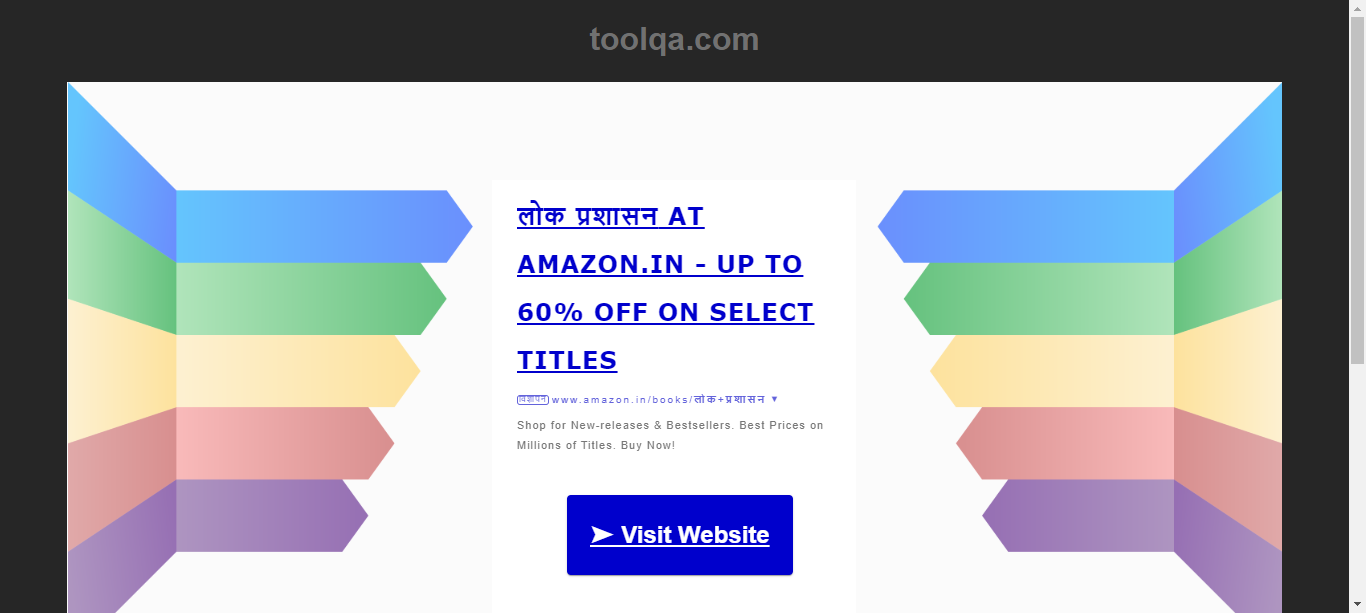 toolqa.com
लोक प्रशासन AT
AMAZON.IN - UP TO
60% OFF ON SELECT
TITLES
विज्ञापन www.amazon.in/books/लोक+प्रशासन ▼
Shop for New-releases & Bestsellers. Best Prices on
Millions of Titles. Buy Now!
➤ Visit Website